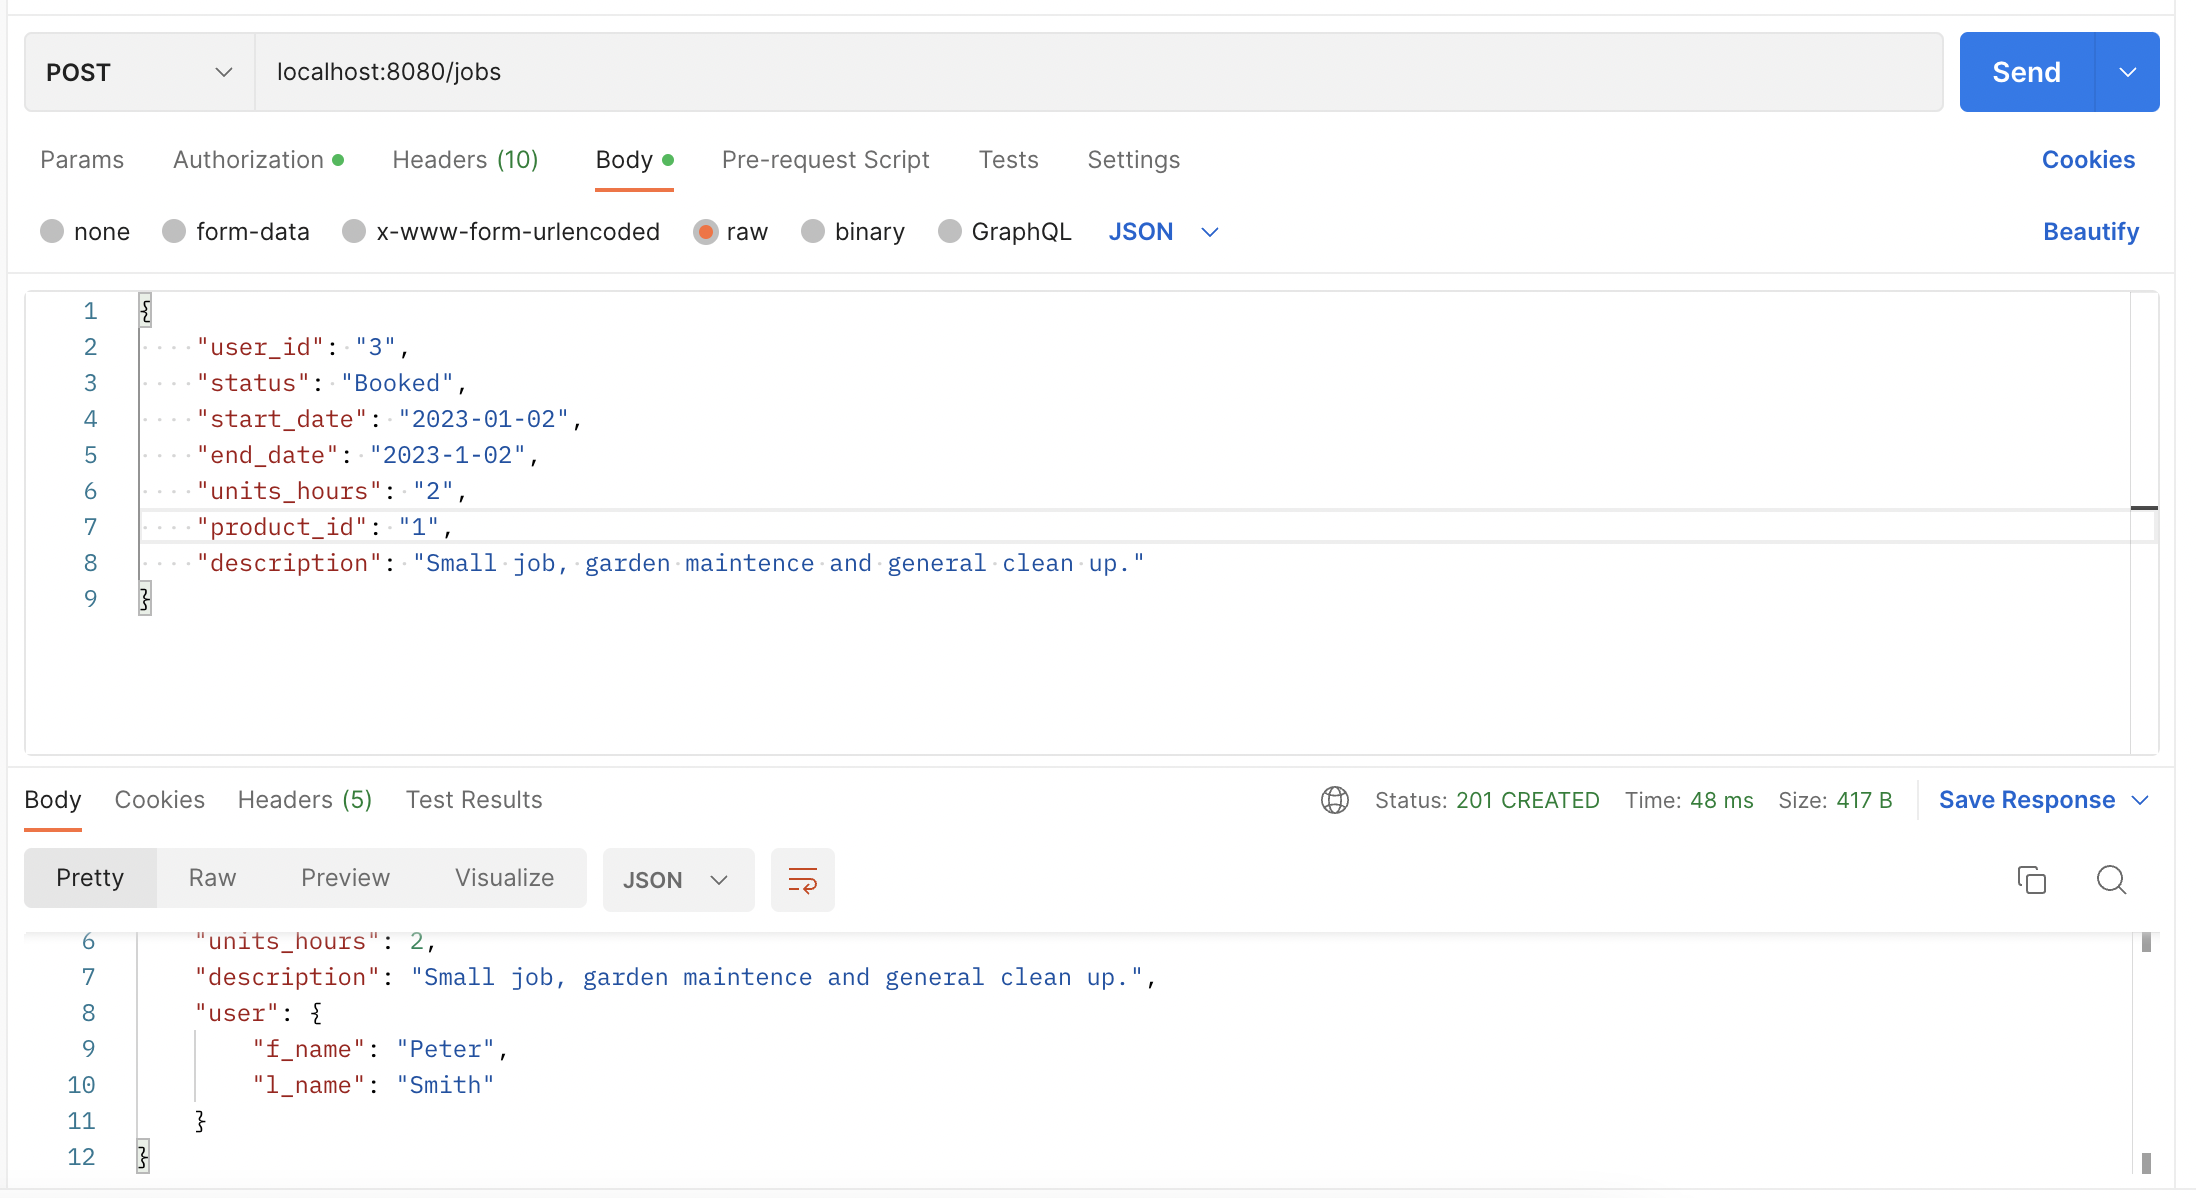 POST localhost:8080/jobs Send
Params Authorization Headers (10) Body Pre-request Script Tests Settings Cookies
none form-data x-www-form-urlencoded raw binary GraphQL JSON Beautify
1 {
2 "user_id": "3",
3 "status": "Booked",
4 "start_date": "2023-01-02",
5 "end_date": "2023-1-02",
6 "units_hours": "2",
7 "product_id": "1",
8 "description": "Small job, garden maintence and general clean up."
9 }
Body Cookies Headers (5) Test Results Status: 201 CREATED Time: 48 ms Size: 417 B Save Response
Pretty Raw Preview Visualize JSON
6 "units_hours": 2,
7 "description": "Small job, garden maintence and general clean up.",
8 "user": {
9 "f_name": "Peter",
10 "l_name": "Smith"
11 }
12 }